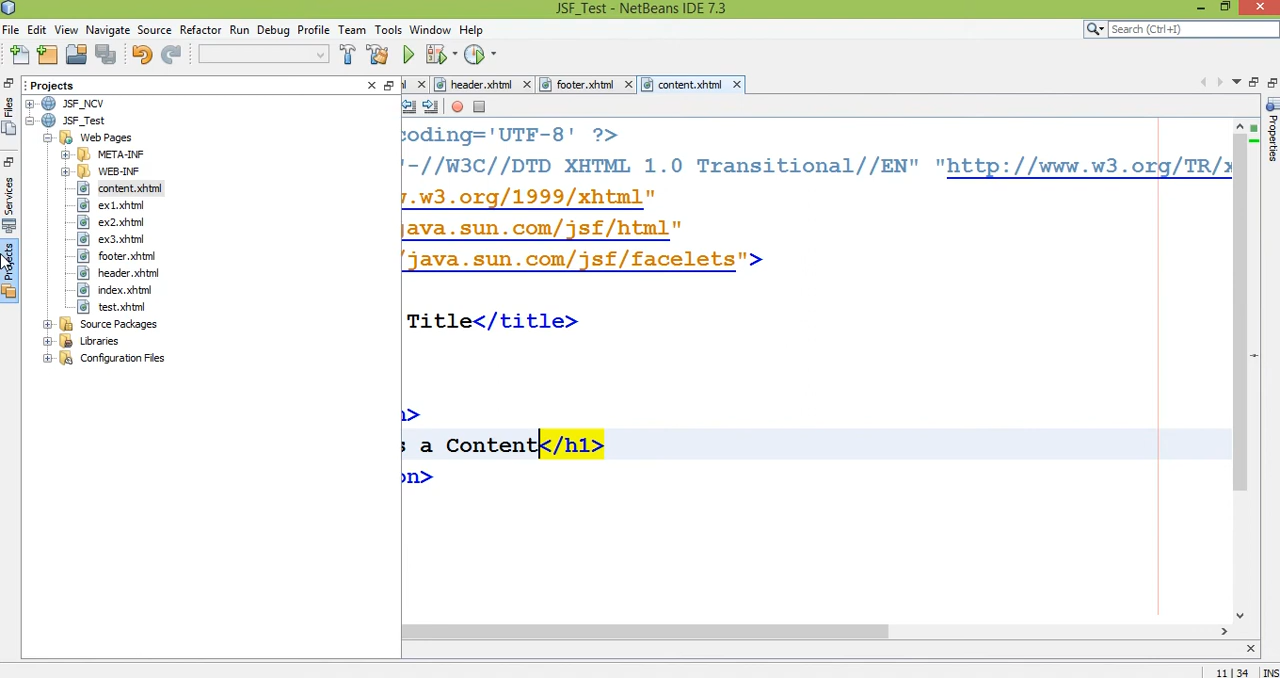 JSF_Test - NetBeans IDE 7.3
File Edit View Navigate Source Refactor Run Debug Profile Team Tools Window Help
Search (Ctrl+I)
Projects
header.xhtml footer.xhtml content.xhtml
Files
Services
Projects
Properties
JSF_NCV
JSF_Test
Web Pages
META-INF
WEB-INF
content.xhtml
ex1.xhtml
ex2.xhtml
ex3.xhtml
footer.xhtml
header.xhtml
index.xhtml
test.xhtml
Source Packages
Libraries
Configuration Files
coding='UTF-8' ?>
"-//W3C//DTD XHTML 1.0 Transitional//EN" "http://www.w3.org/TR/x
.w3.org/1999/xhtml"
java.sun.com/jsf/html"
/java.sun.com/jsf/facelets">
Title</title>
n>
s a Content</h1>
on>
11 | 34 INS